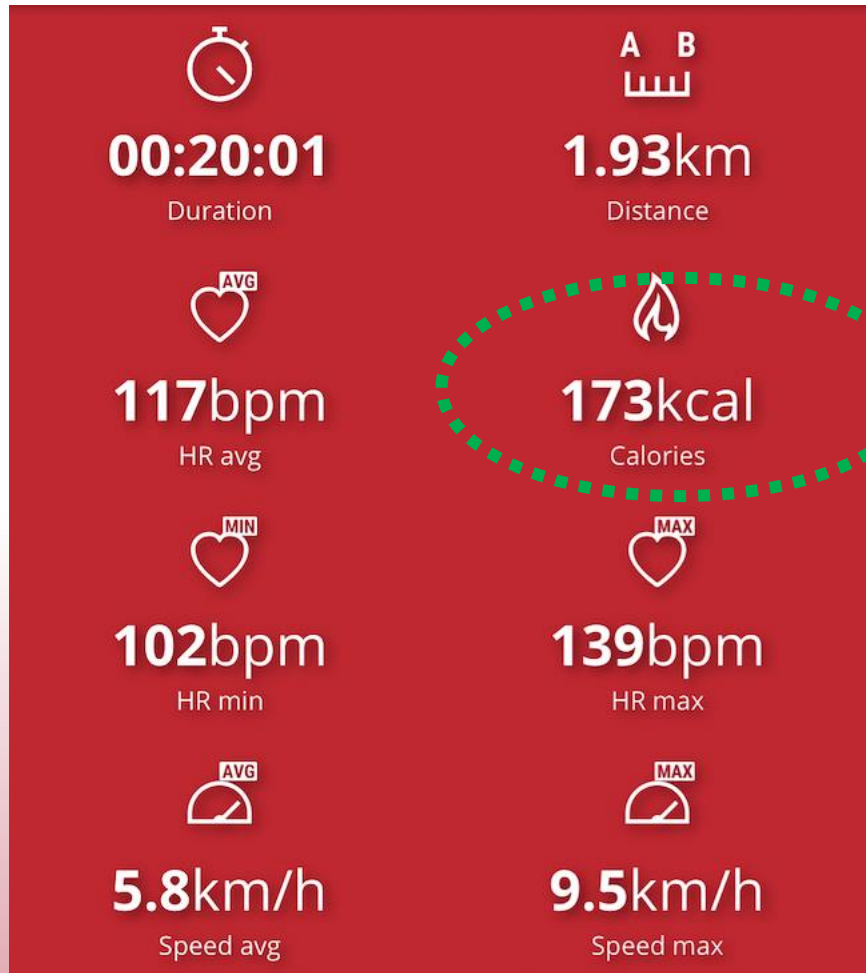 A B
00:20:01 1.93km
Duration Distance
AVG
117bpm 173kcal
HR avg Calories
MIN MAX
102bpm 139bpm
HR min HR max
AVG MAX
5.8km/h 9.5km/h
Speed avg Speed max